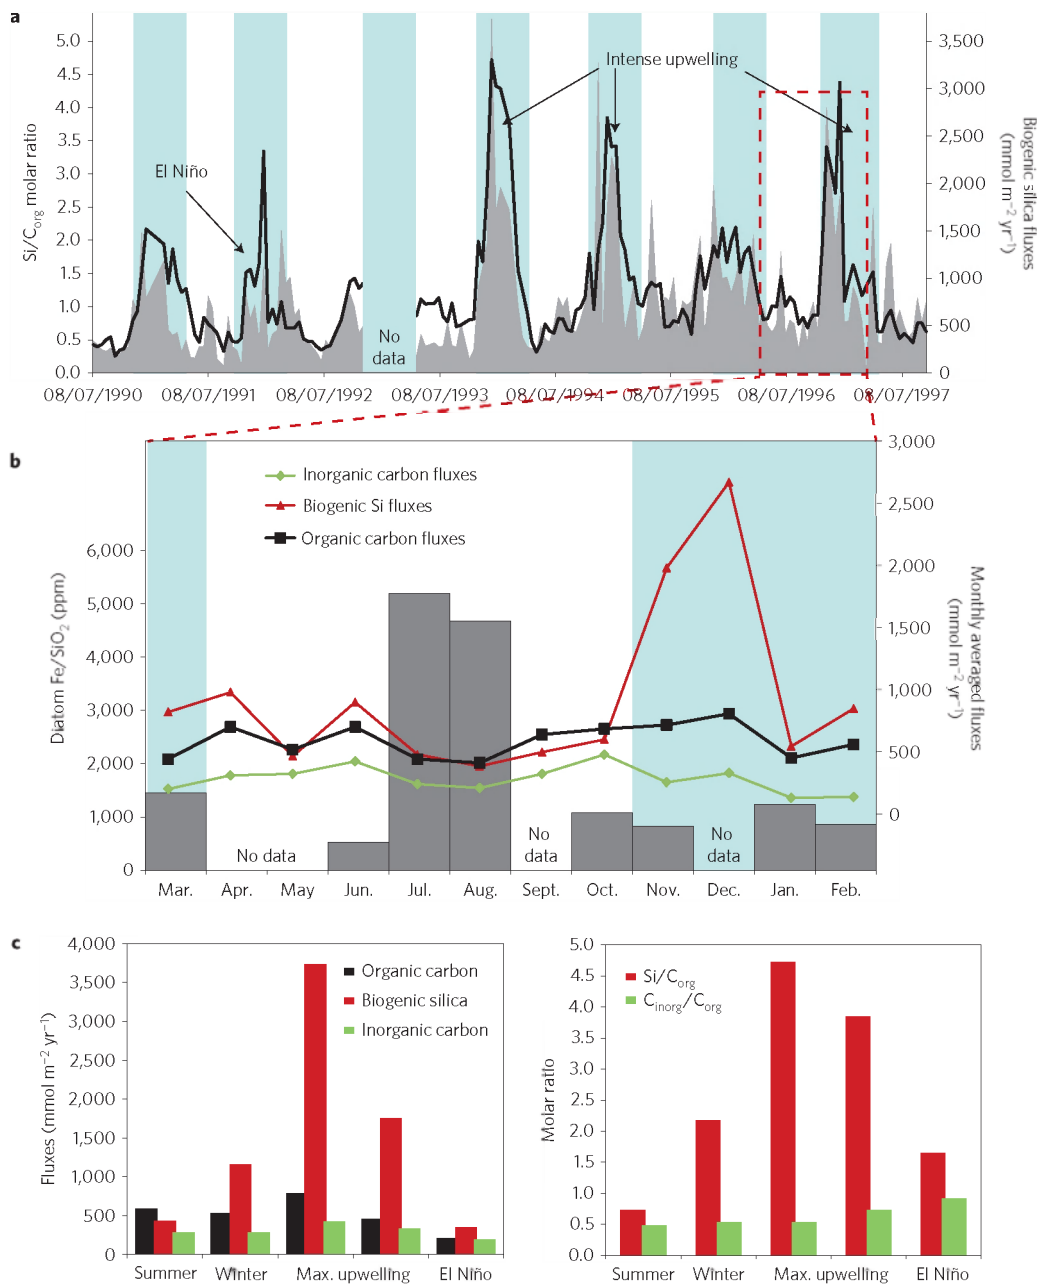 a
5.0
4.5
4.0
3.5
3.0
2.5
2.0
1.5
1.0
0.5
0.0
Si/Corg molar ratio
El Niño
Intense upwelling
No
data
3,500
3,000
2,500
2,000
1,500
1,000
500
0
Biogenic silica fluxes
(mmol m−2 yr−1)
08/07/1990
08/07/1991
08/07/1992
08/07/1993
08/07/1994
08/07/1995
08/07/1996
08/07/1997
b
Inorganic carbon fluxes
Biogenic Si fluxes
Organic carbon fluxes
6,000
5,000
4,000
3,000
2,000
1,000
0
Diatom Fe/SiO2 (ppm)
3,000
2,500
2,000
1,500
1,000
500
0
Monthly averaged fluxes
(mmol m−2 yr−1)
No data
No
data
No
data
Mar.
Apr.
May
Jun.
Jul.
Aug.
Sept.
Oct.
Nov.
Dec.
Jan.
Feb.
c
4,000
3,500
3,000
2,500
2,000
1,500
1,000
500
0
Fluxes (mmol m−2 yr−1)
Organic carbon
Biogenic silica
Inorganic carbon
Summer
Winter
Max. upwelling
El Niño
5.0
4.5
4.0
3.5
3.0
2.5
2.0
1.5
1.0
0.5
0.0
Molar ratio
Si/Corg
Cinorg/Corg
Summer
Winter
Max. upwelling
El Niño